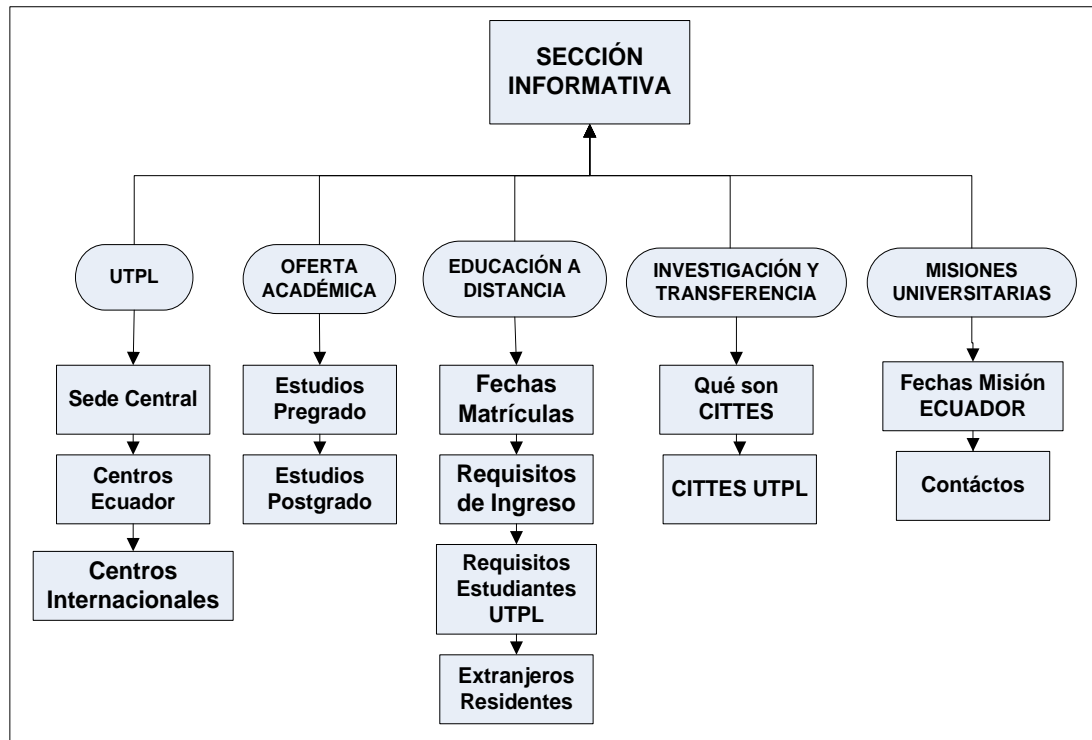 SECCIÓN
INFORMATIVA
UTPL
OFERTA
ACADÉMICA
EDUCACIÓN A
DISTANCIA
INVESTIGACIÓN Y
TRANSFERENCIA
MISIONES
UNIVERSITARIAS
Sede Central
Centros
Ecuador
Centros
Internacionales
Estudios
Pregrado
Estudios
Postgrado
Fechas
Matrículas
Requisitos
de Ingreso
Requisitos
Estudiantes
UTPL
Extranjeros
Residentes
Qué son
CITTES
CITTES UTPL
Fechas Misión
ECUADOR
Contáctos